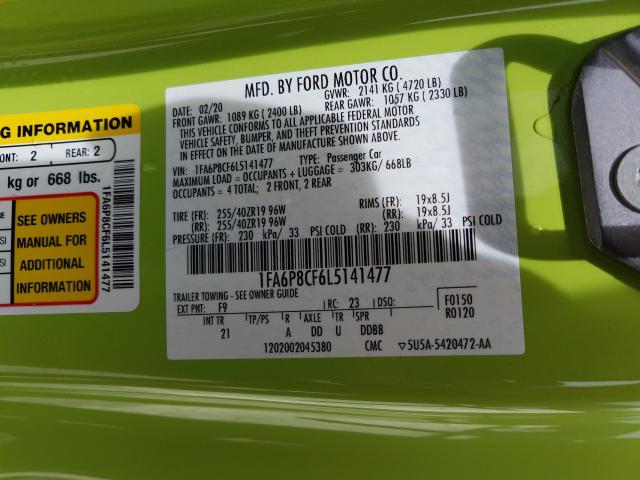 MFD. BY FORD MOTOR CO.
02/20 GVWR: 2141 KG ( 4720 LB)
FRONT GAWR: 1089 KG ( 2400 LB) REAR GAWR: 1057 KG ( 2330 LB)
THIS VEHICLE CONFORMS TO ALL APPLICABLE FEDERAL MOTOR
VEHICLE SAFETY, BUMPER, AND THEFT PREVENTION STANDARDS
IN EFFECT ON THE DATE OF MANUFACTURE SHOWN ABOVE.
VIN: 1FA6P8CF6L5141477 TYPE: Passenger Car
MAXIMUM LOAD = OCCUPANTS + LUGGAGE = 303KG/ 668LB
OCCUPANTS = 4 TOTAL; 2 FRONT, 2 REAR
TIRE (FR): 255/40ZR19 96W RIMS (FR): 19x8.5J
(RR): 255/40ZR19 96W (RR): 19x8.5J
PRESSURE (FR): 230 kPa/ 33 PSI COLD (RR): 230 kPa/ 33 PSI COLD
1FA6P8CF6L5141477
TRAILER TOWING - SEE OWNER GUIDE
EXT PNT: F9 RC: 23 DSO: F0150
R0120
INT TR TP/PS R AXLE TR SPR
21 A DD U DDBB
1202002045380 CMC ▽5U5A-5420472-AA
G INFORMATION
ONT: 2 REAR: 2
kg or 668 lbs.
SEE OWNERS
MANUAL FOR
ADDITIONAL
INFORMATION
SI
SI
1FA6P8CF6L5141477